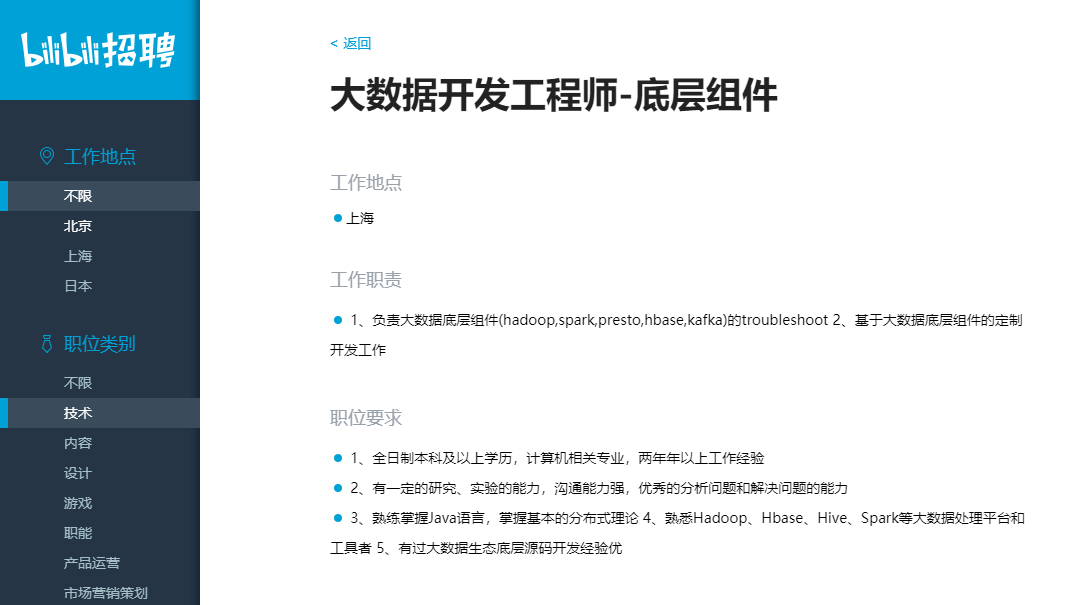 bilibili招聘
工作地点
不限
北京
上海
日本
职位类别
不限
技术
内容
设计
游戏
职能
产品运营
市场营销策划
< 返回
大数据开发工程师-底层组件
工作地点
上海
工作职责
1、负责大数据底层组件(hadoop,spark,presto,hbase,kafka)的troubleshoot 2、基于大数据底层组件的定制
开发工作
职位要求
1、全日制本科及以上学历，计算机相关专业，两年年以上工作经验
2、有一定的研究、实验的能力，沟通能力强，优秀的分析问题和解决问题的能力
3、熟练掌握Java语言，掌握基本的分布式理论 4、熟悉Hadoop、Hbase、Hive、Spark等大数据处理平台和
工具者 5、有过大数据生态底层源码开发经验优